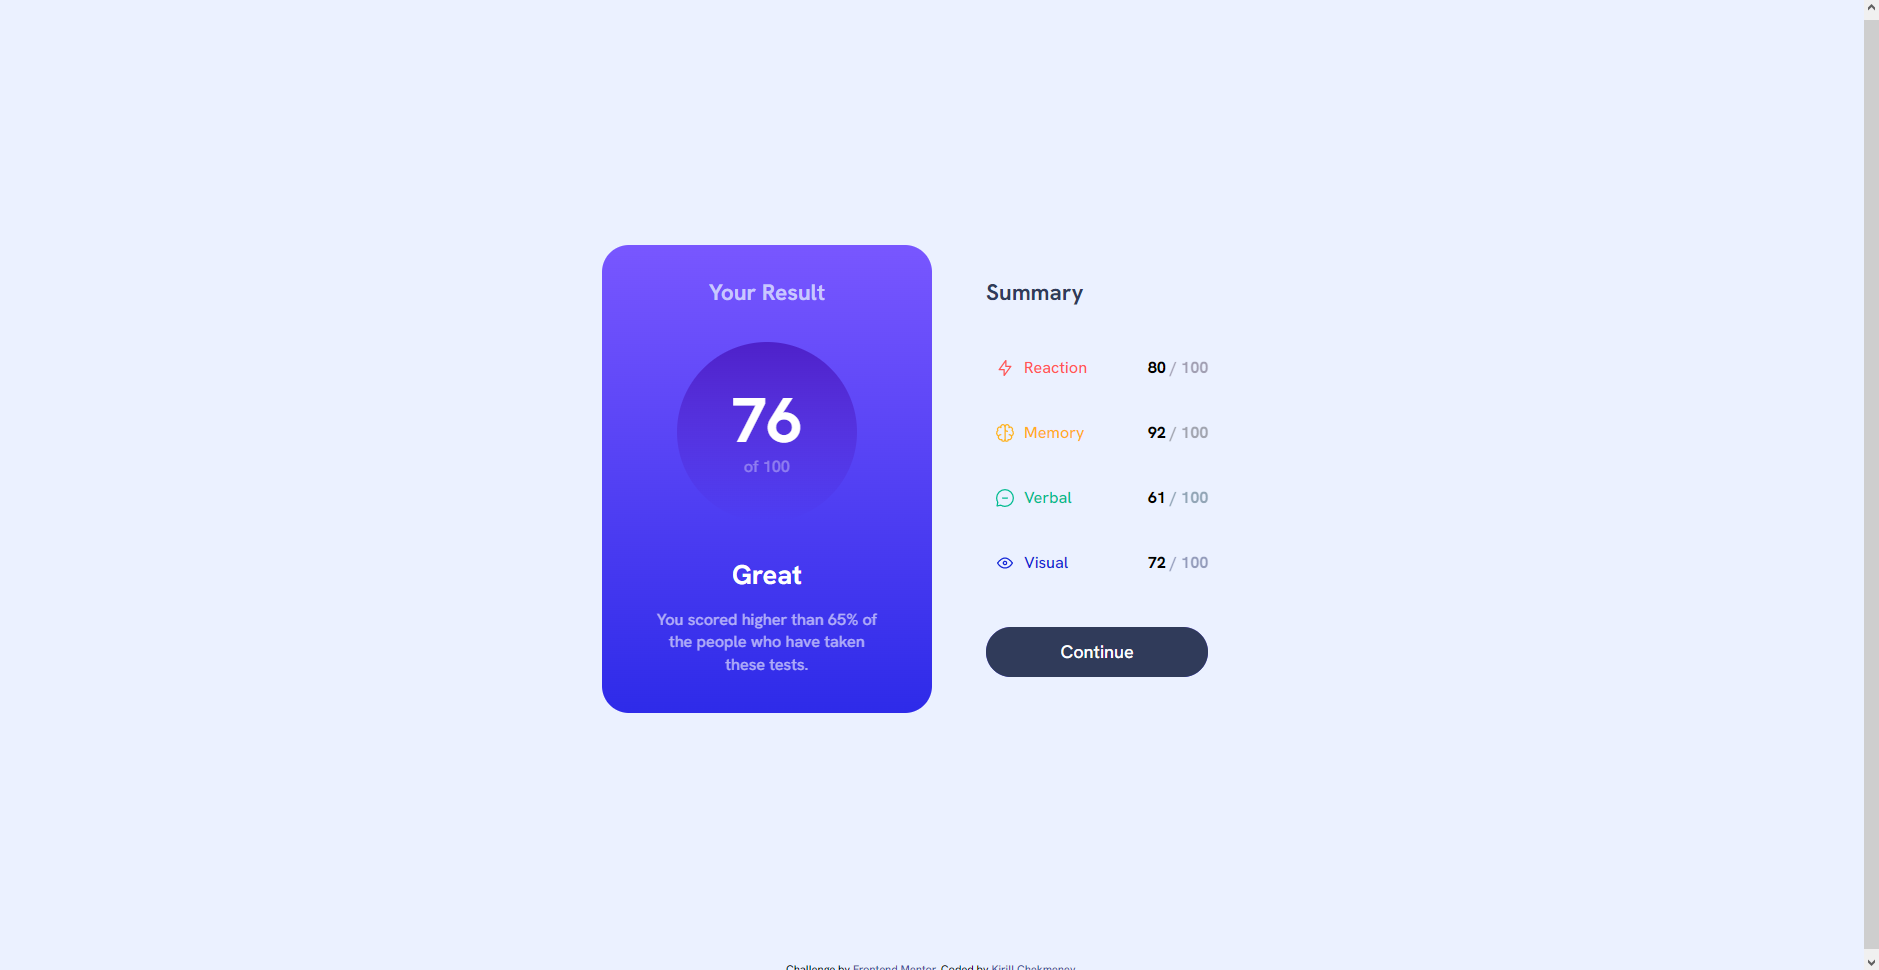 Your Result
76
of 100
Great
You scored higher than 65% of
the people who have taken
these tests.
Summary
Reaction 80 / 100
Memory 92 / 100
Verbal 61 / 100
Visual 72 / 100
Continue
Challenge by Frontend Mentor. Coded by Kirill Chekmenev